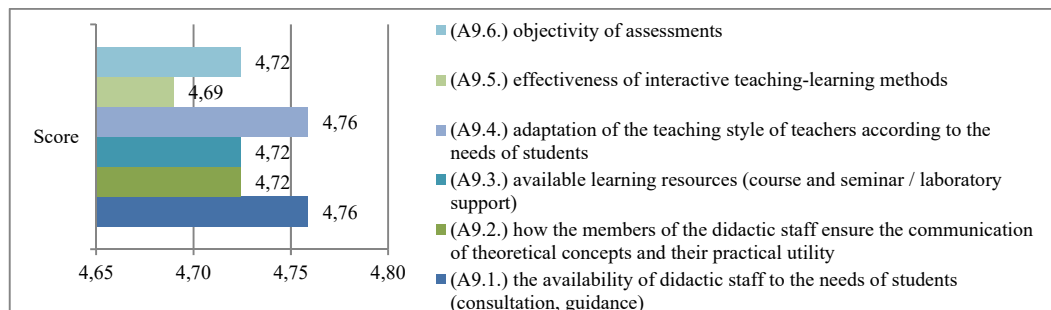 Score
4,72
4,69
4,76
4,72
4,72
4,76
4,65 4,70 4,75 4,80
(A9.6.) objectivity of assessments
(A9.5.) effectiveness of interactive teaching-learning methods
(A9.4.) adaptation of the teaching style of teachers according to the
needs of students
(A9.3.) available learning resources (course and seminar / laboratory
support)
(A9.2.) how the members of the didactic staff ensure the communication
of theoretical concepts and their practical utility
(A9.1.) the availability of didactic staff to the needs of students
(consultation, guidance)